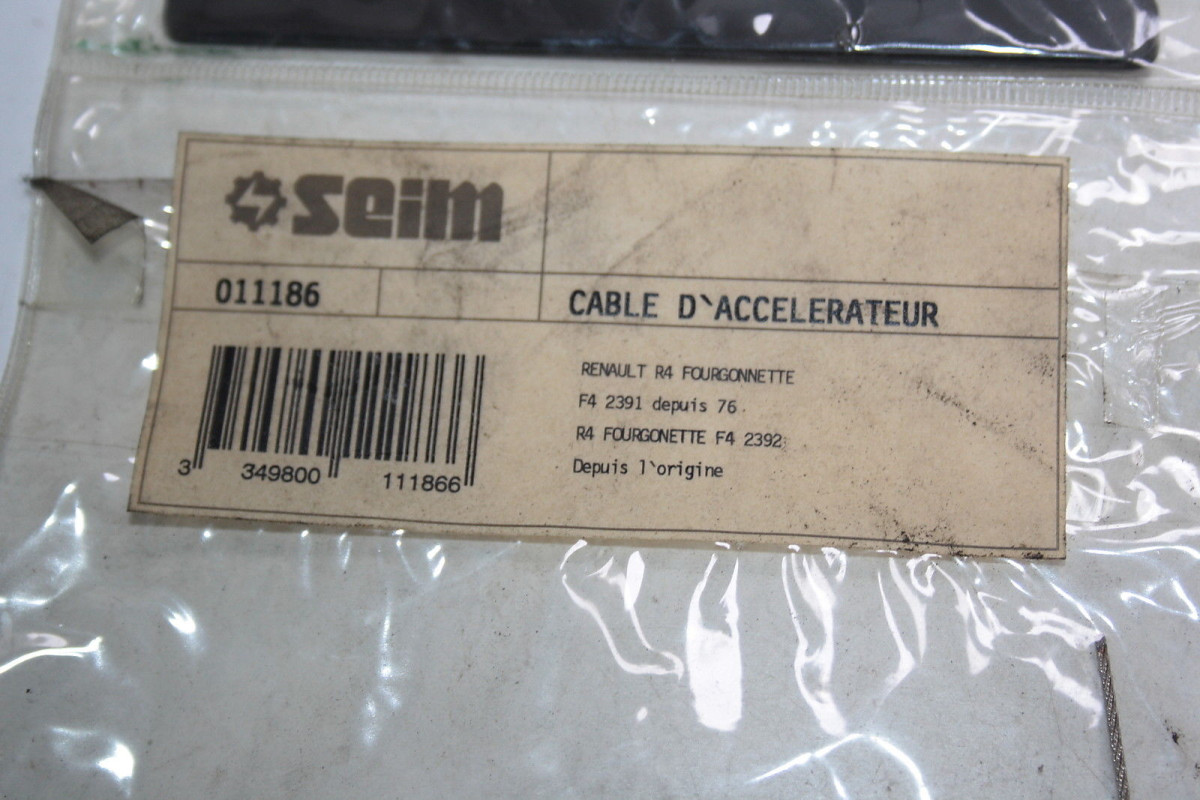 seim
011186
CABLE D`ACCELERATEUR
RENAULT R4 FOURGONNETTE
F4 2391 depuis 76
R4 FOURGONETTE F4 2392
Depuis l`origine
3 349800 111866